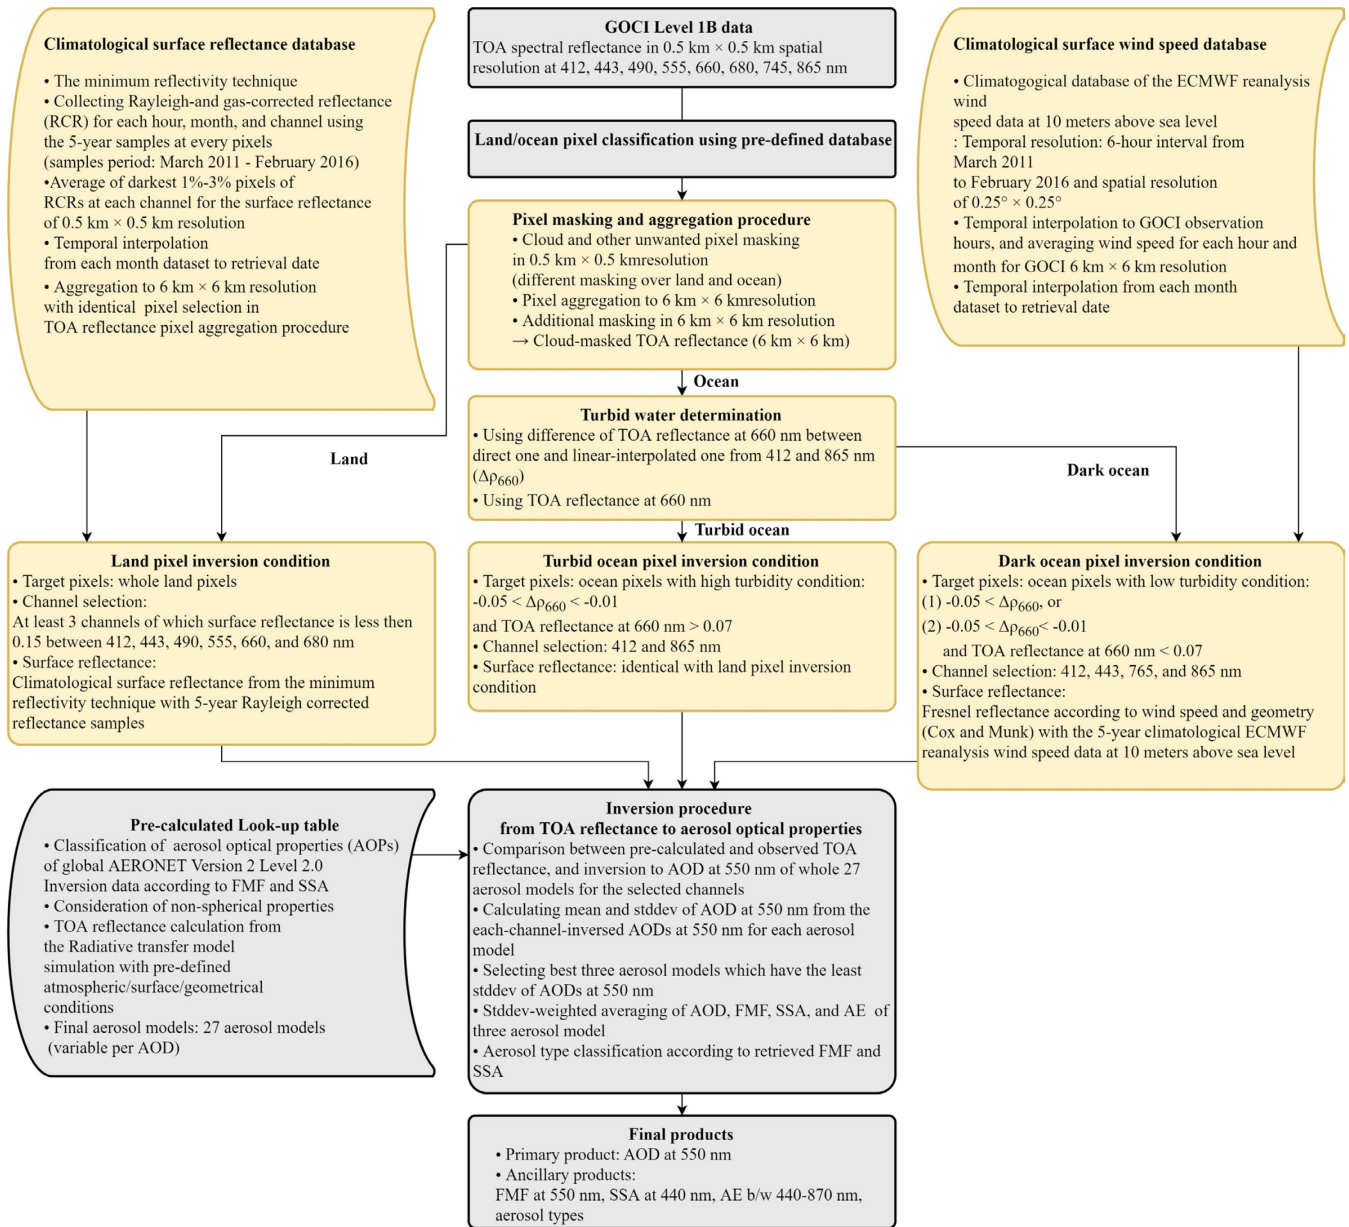 Climatological surface reflectance database
• The minimum reflectivity technique
• Collecting Rayleigh-and gas-corrected reflectance
(RCR) for each hour, month, and channel using
the 5-year samples at every pixels
(samples period: March 2011 - February 2016)
•Average of darkest 1%-3% pixels of
RCRs at each channel for the surface reflectance
of 0.5 km × 0.5 km resolution
• Temporal interpolation
from each month dataset to retrieval date
• Aggregation to 6 km × 6 km resolution
with identical pixel selection in
TOA reflectance pixel aggregation procedure
GOCI Level 1B data
TOA spectral reflectance in 0.5 km × 0.5 km spatial
resolution at 412, 443, 490, 555, 660, 680, 745, 865 nm
Land/ocean pixel classification using pre-defined database
Pixel masking and aggregation procedure
• Cloud and other unwanted pixel masking
in 0.5 km × 0.5 kmresolution
(different masking over land and ocean)
• Pixel aggregation to 6 km × 6 kmresolution
• Additional masking in 6 km × 6 km resolution
→ Cloud-masked TOA reflectance (6 km × 6 km)
Climatological surface wind speed database
• Climatogogical database of the ECMWF reanalysis
wind
speed data at 10 meters above sea level
: Temporal resolution: 6-hour interval from
March 2011
to February 2016 and spatial resolution
of 0.25° × 0.25°
• Temporal interpolation to GOCI observation
hours, and averaging wind speed for each hour and
month for GOCI 6 km × 6 km resolution
• Temporal interpolation from each month
dataset to retrieval date
Ocean
Land
Turbid water determination
• Using difference of TOA reflectance at 660 nm between
direct one and linear-interpolated one from 412 and 865 nm
(Δρ660)
• Using TOA reflectance at 660 nm
Dark ocean
Turbid ocean
Land pixel inversion condition
• Target pixels: whole land pixels
• Channel selection:
At least 3 channels of which surface reflectance is less then
0.15 between 412, 443, 490, 555, 660, and 680 nm
• Surface reflectance:
Climatological surface reflectance from the minimum
reflectivity technique with 5-year Rayleigh corrected
reflectance samples
Turbid ocean pixel inversion condition
• Target pixels: ocean pixels with high turbidity condition:
-0.05 < Δρ660 < -0.01
and TOA reflectance at 660 nm > 0.07
• Channel selection: 412 and 865 nm
• Surface reflectance: identical with land pixel inversion
condition
Dark ocean pixel inversion condition
• Target pixels: ocean pixels with low turbidity condition:
(1) -0.05 < Δρ660, or
(2) -0.05 < Δρ660< -0.01
and TOA reflectance at 660 nm < 0.07
• Channel selection: 412, 443, 765, and 865 nm
• Surface reflectance:
Fresnel reflectance according to wind speed and geometry
(Cox and Munk) with the 5-year climatological ECMWF
reanalysis wind speed data at 10 meters above sea level
Pre-calculated Look-up table
• Classification of aerosol optical properties (AOPs)
of global AERONET Version 2 Level 2.0
Inversion data according to FMF and SSA
• Consideration of non-spherical properties
• TOA reflectance calculation from
the Radiative transfer model
simulation with pre-defined
atmospheric/surface/geometrical
conditions
• Final aerosol models: 27 aerosol models
(variable per AOD)
Inversion procedure
from TOA reflectance to aerosol optical properties
• Comparison between pre-calculated and observed TOA
reflectance, and inversion to AOD at 550 nm of whole 27
aerosol models for the selected channels
• Calculating mean and stddev of AOD at 550 nm from the
each-channel-inversed AODs at 550 nm for each aerosol
model
• Selecting best three aerosol models which have the least
stddev of AODs at 550 nm
• Stddev-weighted averaging of AOD, FMF, SSA, and AE of
three aerosol model
• Aerosol type classification according to retrieved FMF and
SSA
Final products
• Primary product: AOD at 550 nm
• Ancillary products:
FMF at 550 nm, SSA at 440 nm, AE b/w 440-870 nm,
aerosol types